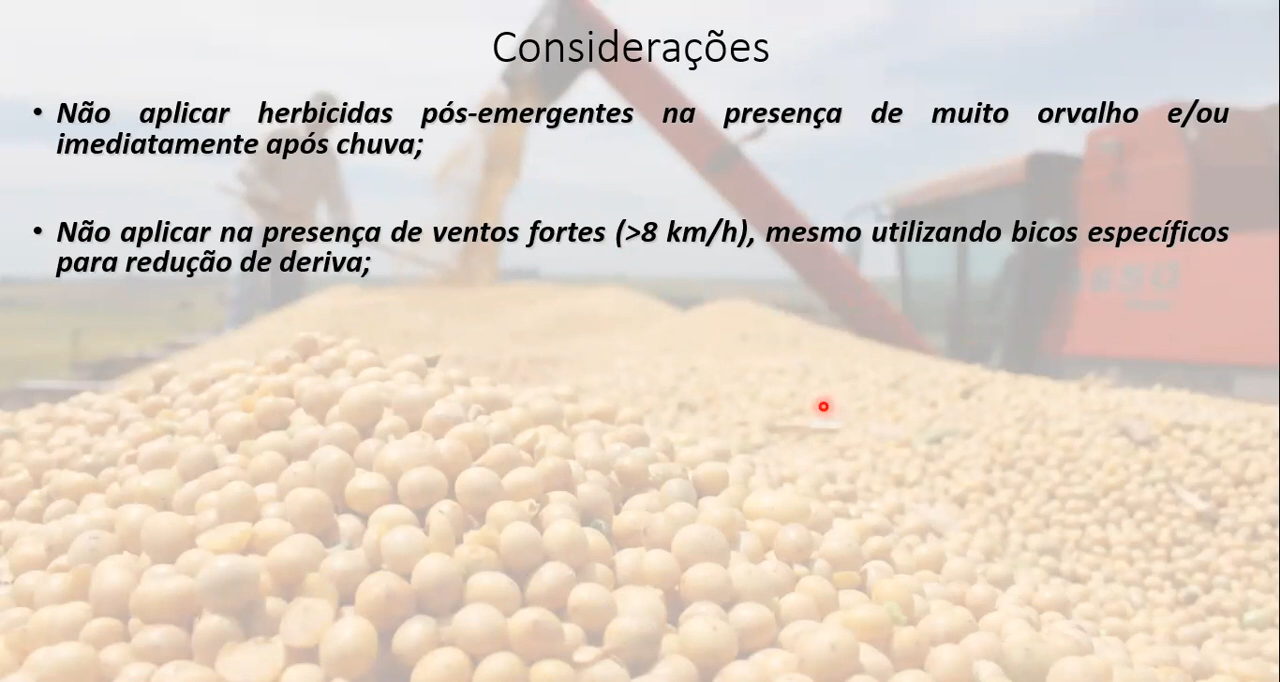 Considerações
• Não aplicar herbicidas pós-emergentes na presença de muito orvalho e/ou
imediatamente após chuva;
• Não aplicar na presença de ventos fortes (>8 km/h), mesmo utilizando bicos específicos
para redução de deriva;